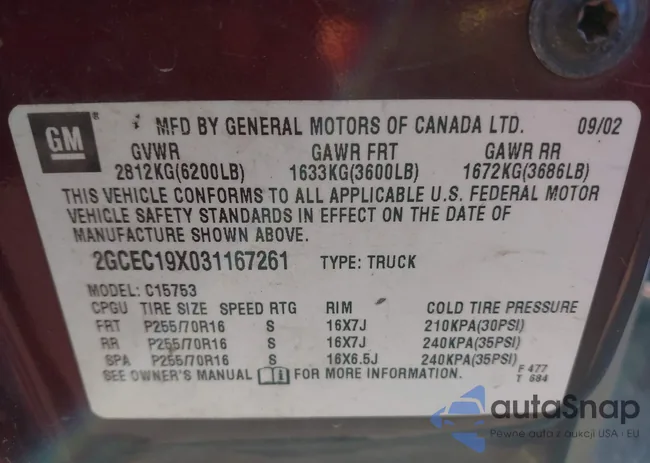 GM ® MFD BY GENERAL MOTORS OF CANADA LTD. 09/02
GVWR GAWR FRT GAWR RR
2812KG(6200LB) 1633KG(3600LB) 1672KG(3686LB)
THIS VEHICLE CONFORMS TO ALL APPLICABLE U.S. FEDERAL MOTOR
VEHICLE SAFETY STANDARDS IN EFFECT ON THE DATE OF
MANUFACTURE SHOWN ABOVE.
2GCEC19X031167261 TYPE: TRUCK
MODEL: C15753
CPGU TIRE SIZE SPEED RTG RIM COLD TIRE PRESSURE
FRT P255/70R16 S 16X7J 210KPA(30PSI)
RR P255/70R16 S 16X7J 240KPA(35PSI)
SPA P255/70R16 S 16X6.5J 240KPA(35PSI)
SEE OWNER'S MANUAL FOR MORE INFORMATION.
F 477
T 684
autaSnap
Pewne auta z aukcji USA i EU